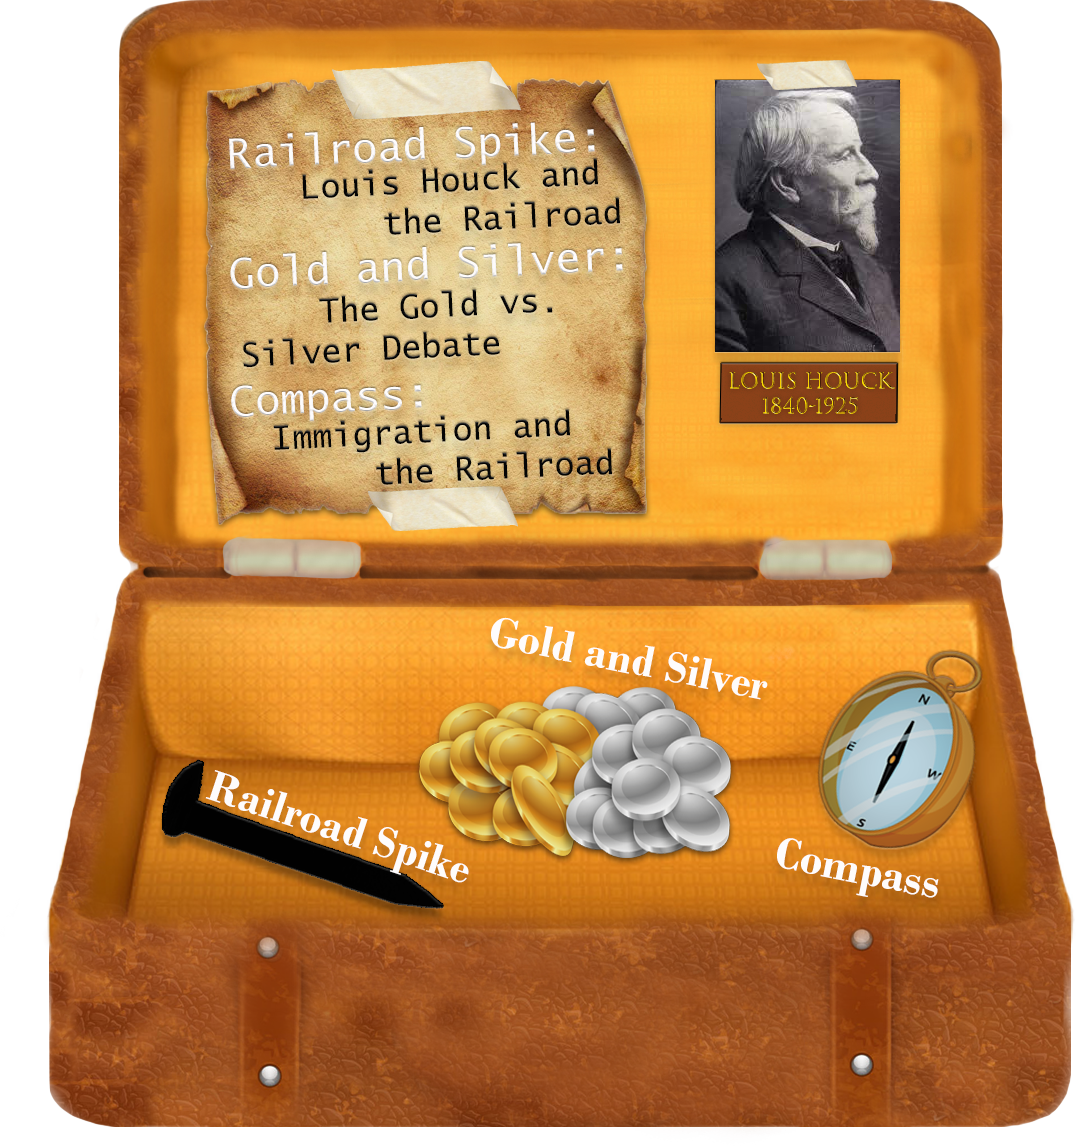 Railroad Spike:
Louis Houck and
the Railroad
Gold and Silver:
The Gold vs.
Silver Debate
Compass:
Immigration and
the Railroad
LOUIS HOUCK
1840-1925
Gold and Silver
Railroad Spike
N
E
W
S
Compass